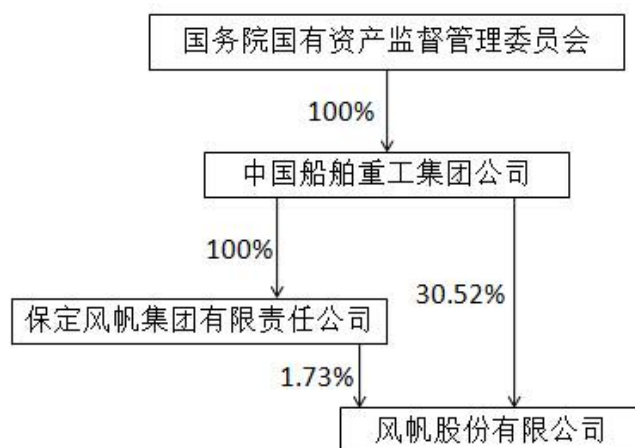 国务院国有资产监督管理委员会
100%
中国船舶重工集团公司
100%
30.52%
保定风帆集团有限责任公司
1.73%
风帆股份有限公司